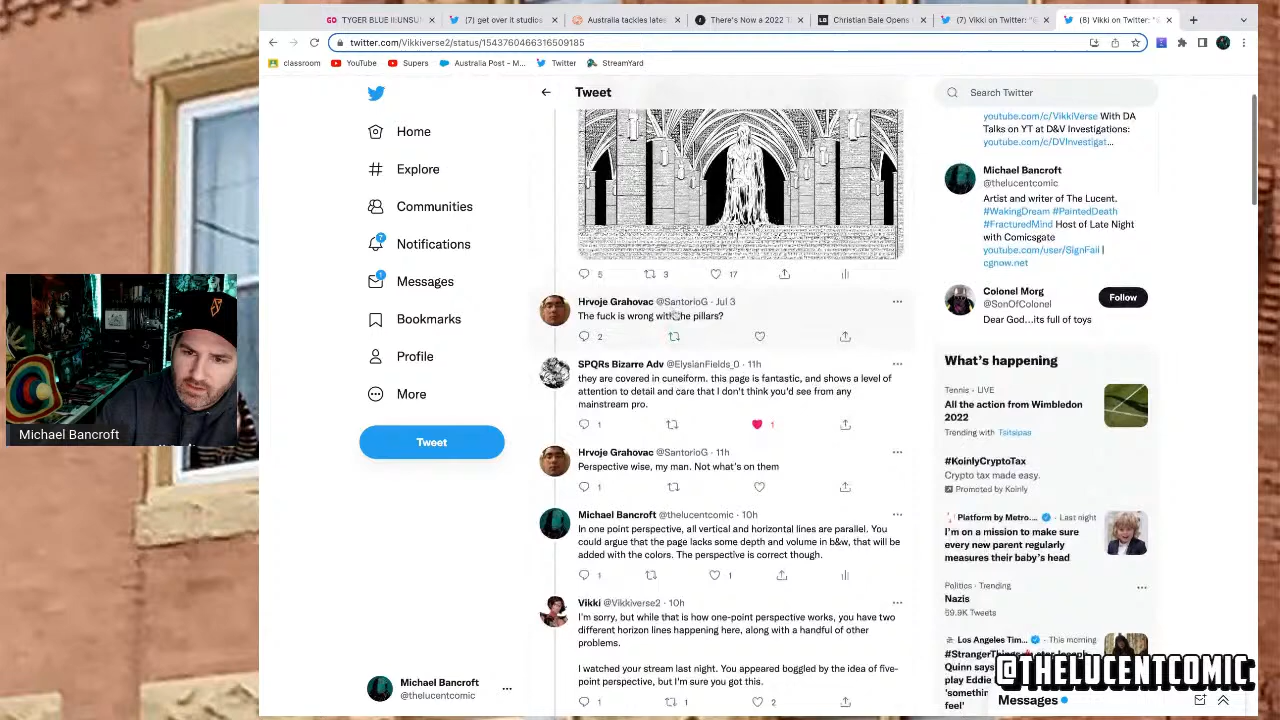 TYGER BLUE II:UNSU
(7) get over it studios
Australia tackles lates
There's Now a 2022 T
Christian Bale Opens
(7) Vikki on Twitter: "
(8) Vikki on Twitter: "
twitter.com/Vikkiverse2/status/1543760466316509185
classroom
YouTube
Supers
Australia Post - M...
Twitter
StreamYard
Home
Explore
Communities
7
Notifications
1
Messages
Bookmarks
Profile
More
Tweet
Michael Bancroft
@thelucentcomic
Tweet
5
3
17
Hrvoje Grahovac @SantorioG · Jul 3
The fuck is wrong with the pillars?
2
SPQRs Bizarre Adv @ElysianFields_0 · 11h
they are covered in cuneiform. this page is fantastic, and shows a level of
attention to detail and care that I don't think you'd see from any
mainstream pro.
1
1
Hrvoje Grahovac @SantorioG · 11h
Perspective wise, my man. Not what's on them
1
Michael Bancroft @thelucentcomic · 10h
In one point perspective, all vertical and horizontal lines are parallel. You
could argue that the page lacks some depth and volume in b&w, that will be
added with the colors. The perspective is correct though.
1
1
Vikki @Vikkiverse2 · 10h
I'm sorry, but while that is how one-point perspective works, you have two
different horizon lines happening here, along with a handful of other
problems.
I watched your stream last night. You appeared boggled by the idea of five-
point perspective, but I'm sure you got this.
1
1
2
Search Twitter
youtube.com/c/VikkiVerse With DA
Talks on YT at D&V Investigations:
youtube.com/c/DVInvestigat...
Michael Bancroft
@thelucentcomic
Artist and writer of The Lucent.
#WakingDream #PaintedDeath
#FracturedMind Host of Late Night
with Comicsgate
youtube.com/user/SignFail |
cgnow.net
Colonel Morg
@SonOfColonel
Follow
Dear God...its full of toys
What's happening
Tennis · LIVE
All the action from Wimbledon
2022
Trending with Tsitsipas
#KoinlyCryptoTax
Crypto tax made easy.
Promoted by Koinly
Platform by Metro.... · Last night
I'm on a mission to make sure
every new parent regularly
measures their baby's head
Politics · Trending
Nazis
59.9K Tweets
Los Angeles Tim... · This morning
#StrangerThings
Quinn says
play Eddie
'somethin
feel'
Messages
Michael Bancroft
@THELUCENTCOMIC